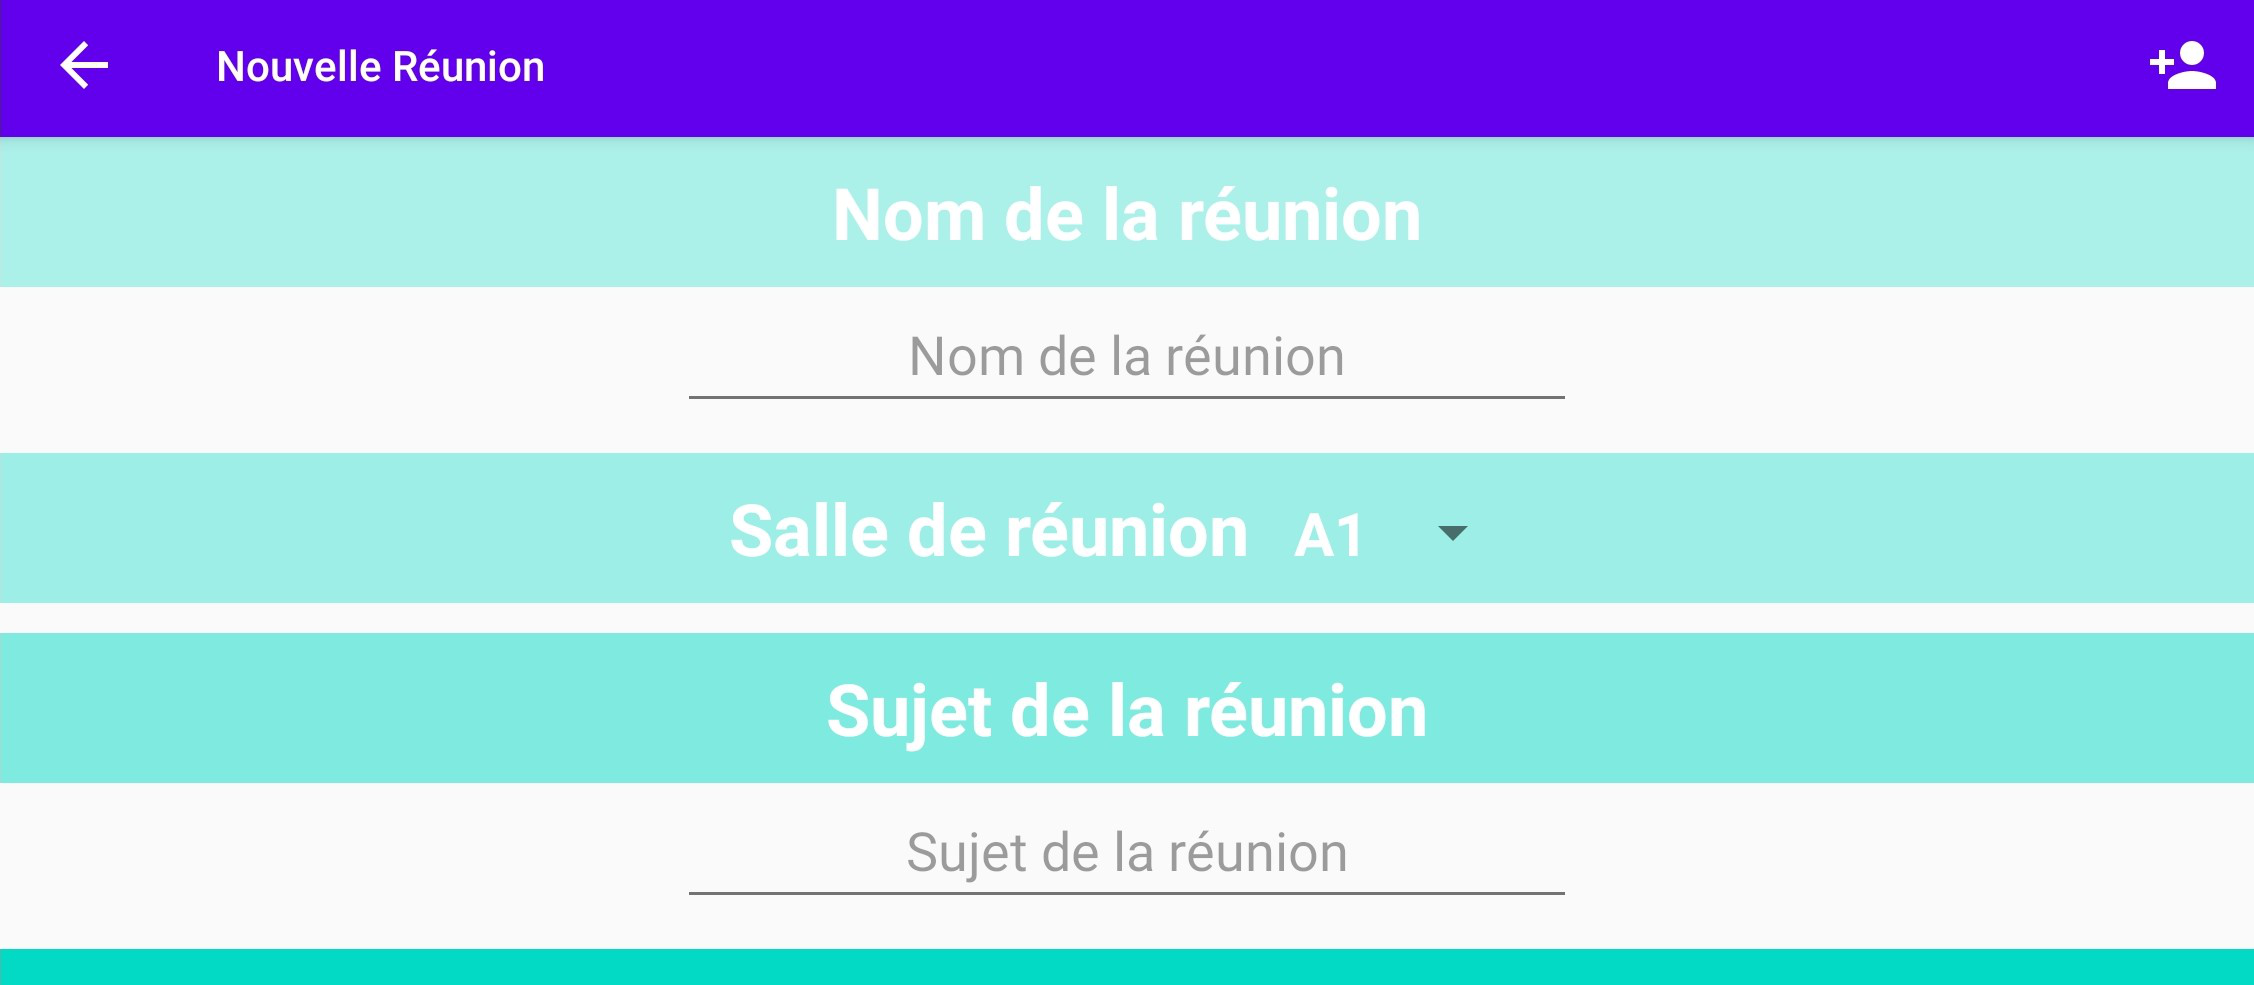 Nouvelle Réunion
Nom de la réunion
Nom de la réunion
Salle de réunion A1
Sujet de la réunion
Sujet de la réunion